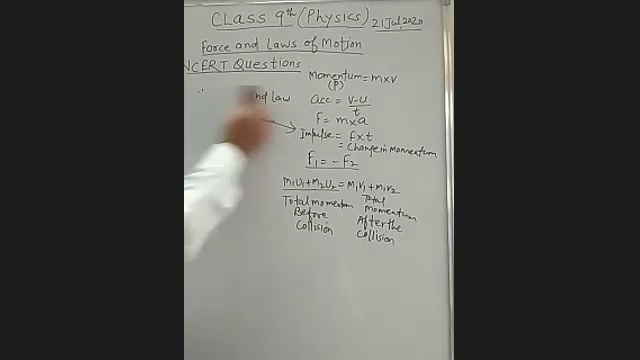 CLASS 9th (Physics) 21 Jul, 2020
Force and Laws of Motion
NCERT Questions
Momentum = m×v
(P)
nd law acc = v-u/t
F = m×a
Impulse = f×t
= Change in momentum
F1 = -F2
m1u1+m2u2 = m1v1+m1v2
Total momentum Before Collision
Total momentum After the Collision